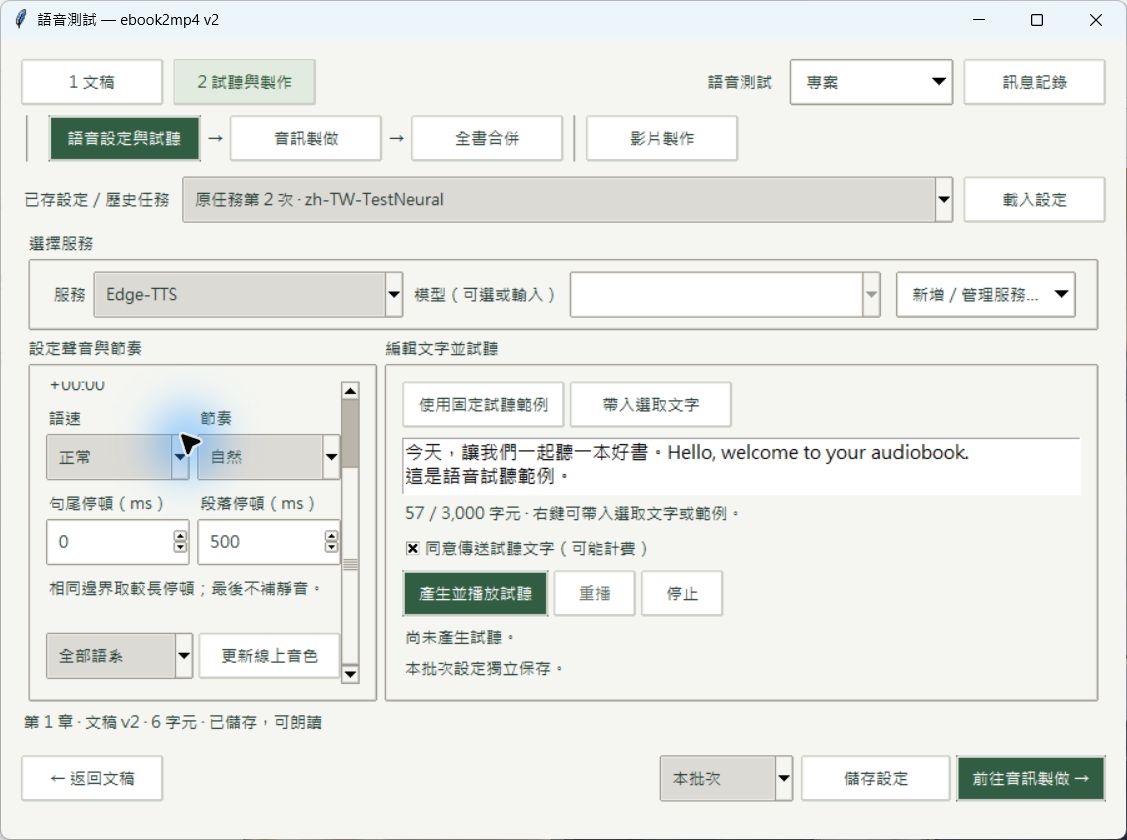 語音測試 — ebook2mp4 v2
1 文稿
2 試聽與製作
語音測試
專案
訊息記錄
語音設定與試聽
→
音訊製做
→
全書合併
影片製作
已存設定 / 歷史任務
原任務第 2 次 · zh-TW-TestNeural
載入設定
選擇服務
服務
Edge-TTS
模型（可選或輸入）
新增 / 管理服務...
設定聲音與節奏
+00:00
語速
節奏
正常
自然
句尾停頓（ms）
段落停頓（ms）
0
500
相同邊界取較長停頓；最後不補靜音。
全部語系
更新線上音色
編輯文字並試聽
使用固定試聽範例
帶入選取文字
今天，讓我們一起聽一本好書。Hello, welcome to your audiobook.
這是語音試聽範例。
57 / 3,000 字元 · 右鍵可帶入選取文字或範例。
同意傳送試聽文字（可能計費）
產生並播放試聽
重播
停止
尚未產生試聽。
本批次設定獨立保存。
第 1 章 · 文稿 v2 · 6 字元 · 已儲存，可朗讀
← 返回文稿
本批次
儲存設定
前往音訊製做 →